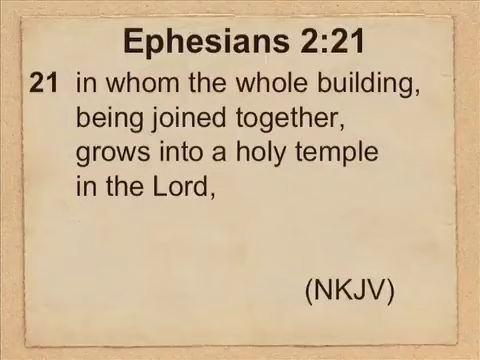 Ephesians 2:21
21 in whom the whole building,
being joined together,
grows into a holy temple
in the Lord,
(NKJV)